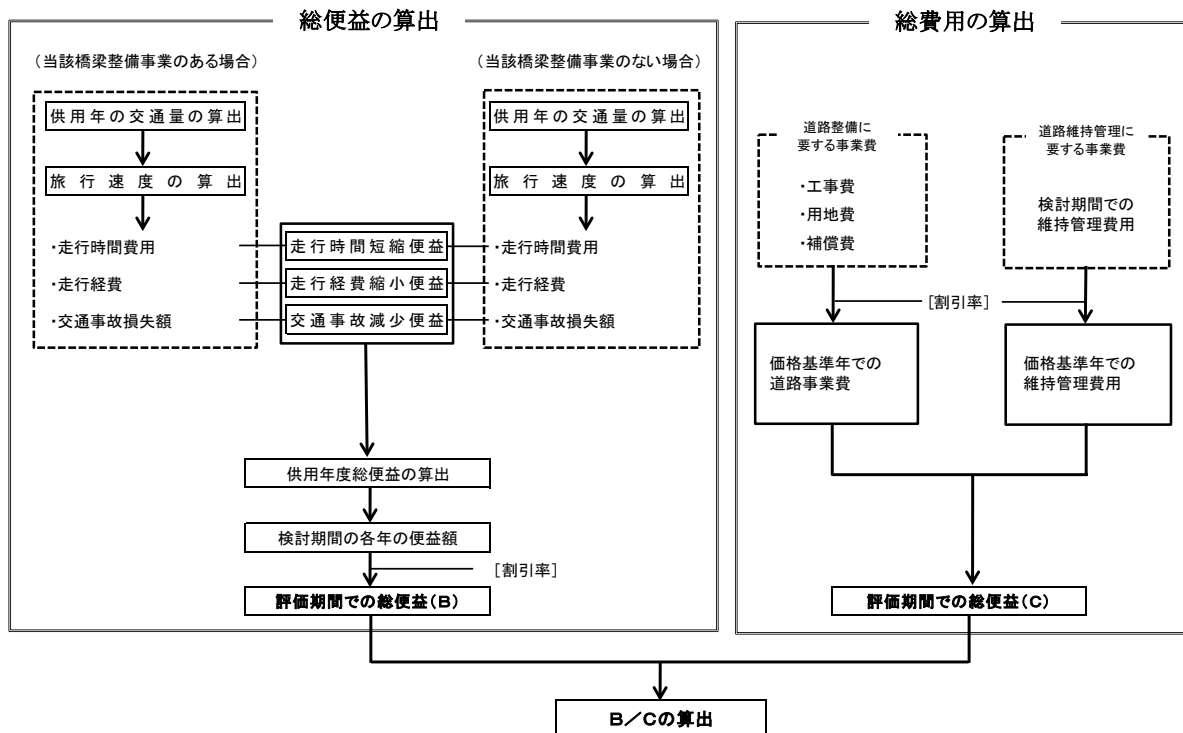 総便益の算出
(当該橋梁整備事業のある場合)
供用年の交通量の算出
旅行速度の算出
・走行時間費用
・走行経費
・交通事故損失額
走行時間短縮便益
走行経費縮小便益
交通事故減少便益
(当該橋梁整備事業のない場合)
供用年の交通量の算出
旅行速度の算出
・走行時間費用
・走行経費
・交通事故損失額
供用年度総便益の算出
検討期間の各年の便益額
[割引率]
評価期間での総便益(B)
総費用の算出
道路整備に
要する事業費
・工事費
・用地費
・補償費
道路維持管理に
要する事業費
検討期間での
維持管理費用
[割引率]
価格基準年での
道路事業費
価格基準年での
維持管理費用
評価期間での総便益(C)
B/Cの算出